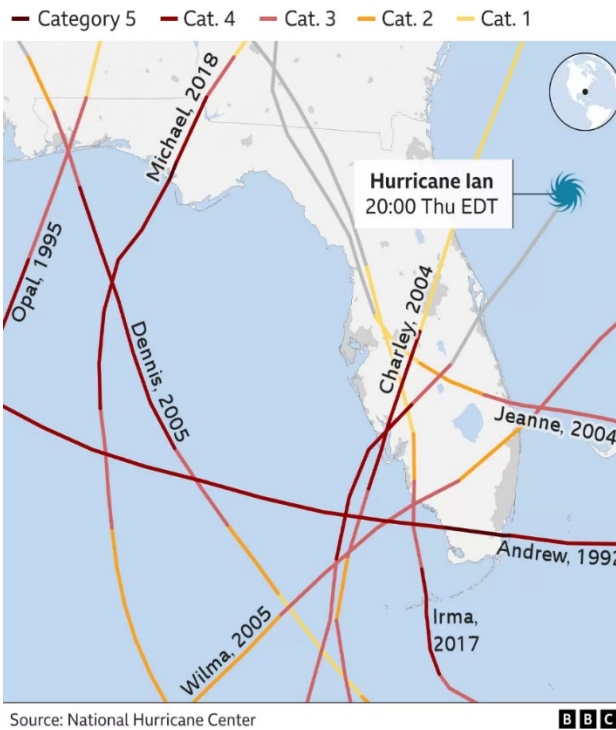 Category 5 Cat. 4 Cat. 3 Cat. 2 Cat. 1
Michael, 2018
Hurricane Ian
20:00 Thu EDT
Opal, 1995
Charley, 2004
Dennis, 2005
Jeanne, 2004
Andrew, 1992
Wilma, 2005
Irma,
2017
Source: National Hurricane Center
BBC